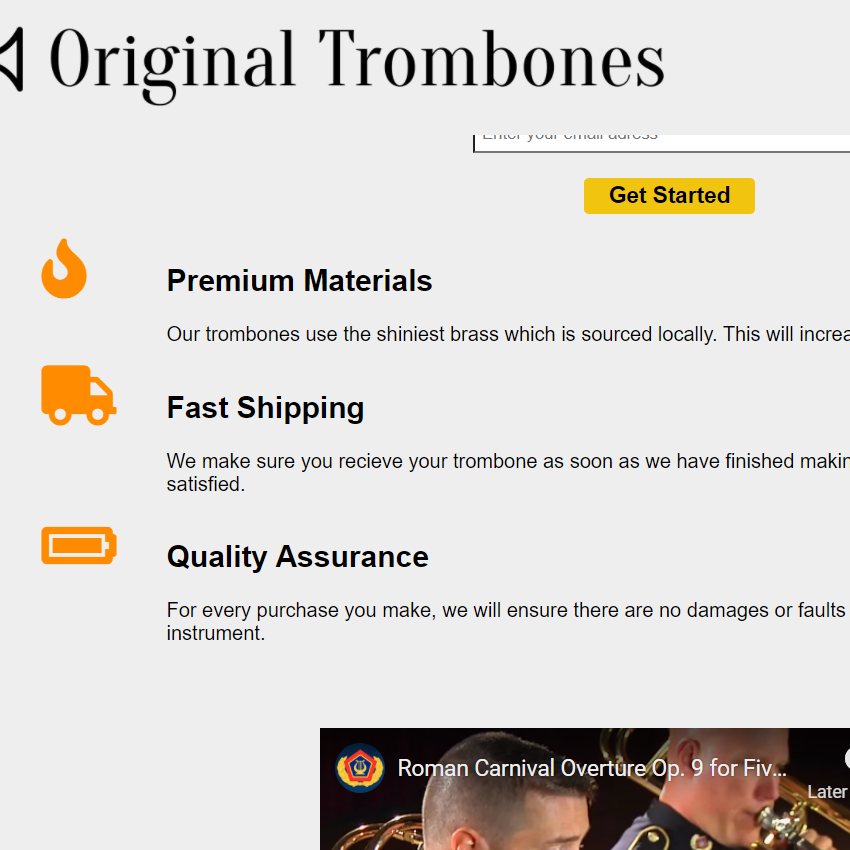 Original Trombones
Enter your email adress
Get Started
Premium Materials
Our trombones use the shiniest brass which is sourced locally. This will increa
Fast Shipping
We make sure you recieve your trombone as soon as we have finished makin
satisfied.
Quality Assurance
For every purchase you make, we will ensure there are no damages or faults
instrument.
Roman Carnival Overture Op. 9 for Fiv...
Later